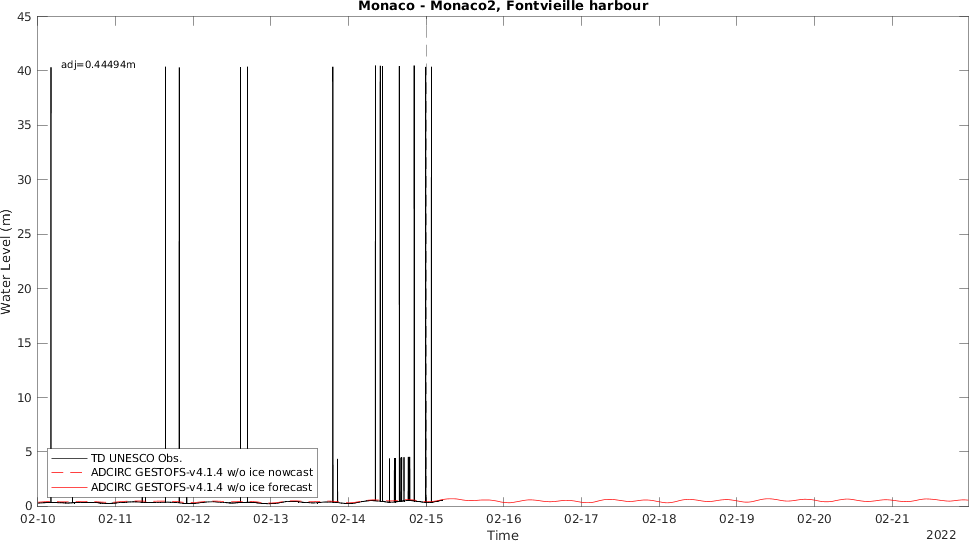 Monaco - Monaco2, Fontvieille harbour
45
40
35
30
25
20
15
10
5
0
Water Level (m)
adj=0.44494m
TD UNESCO Obs.
ADCIRC GESTOFS-v4.1.4 w/o ice nowcast
ADCIRC GESTOFS-v4.1.4 w/o ice forecast
02-10 02-11 02-12 02-13 02-14 02-15 02-16 02-17 02-18 02-19 02-20 02-21
Time
2022